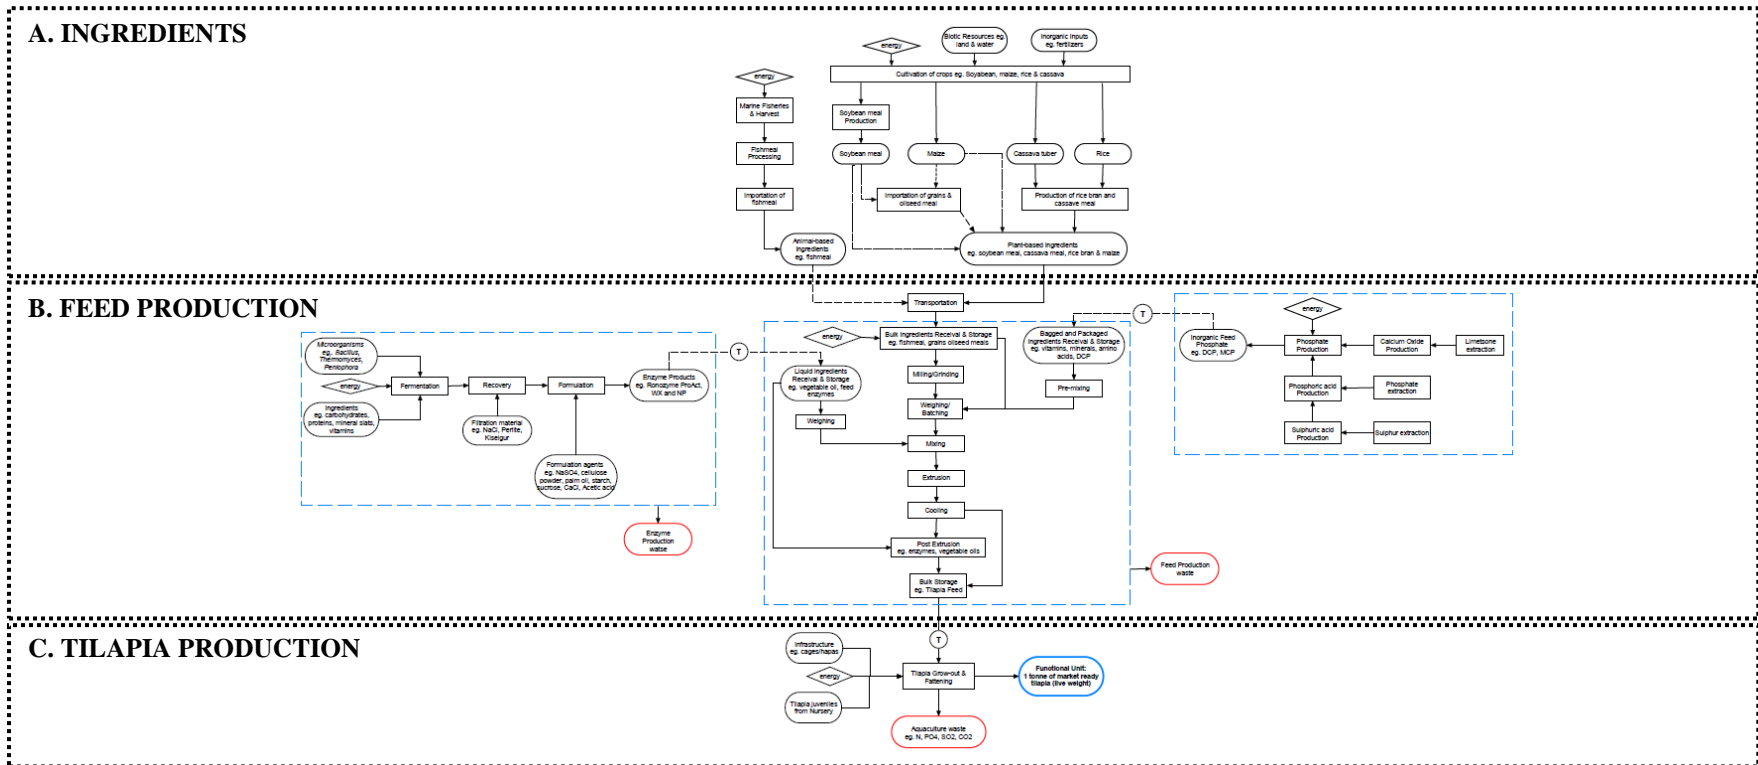 A. INGREDIENTS
energy
Biotic Resources eg.
land & water
Inorganic Inputs
eg. fertilizers
energy
Cultivation of crops eg. Soyabean, maize, rice & cassava
Marine Fisheries
& Harvest
Soybean meal
Production
Fishmeal
Processing
Soybean meal
Maize
Cassava tuber
Rice
Importation of
fishmeal
Importation of grains &
oilseed meal
Production of rice bran and
cassave meal
Animal-based
ingredients
eg. fishmeal
Plant-based Ingredients
eg. soybean meal, cassava meal, rice bran & maize
B. FEED PRODUCTION
Transportation
energy
Bulk Ingredients Receival & Storage
eg. fishmeal, grains oilseed meals
Bagged and Packaged
Ingredients Receival & Storage
eg. vitamins, minerals, amino
acids, DCP
T
Inorganic Feed
Phosphate
eg. DCP, MCP
energy
Phosphate
Production
Calcium Oxide
Production
Limetsone
extraction
Microorganisms
eg, Bacillus,
Thermomyces,
Peniophora
energy
Fermentation
Recovery
Formulation
Enzyme Products
eg. Ronozyme ProAct,
WX and NP
T
Liquid Ingredients
Receival & Storage
eg. vegetable oil, feed
enzymes
Milling/Grinding
Pre-mixing
Phosphoric acid
Production
Phosphate
extraction
Ingredients
eg. carbohydrates,
proteins, mineral slats,
vitamins
Filtration material
eg. NaCl, Perlite,
Kiselgur
Weighing
Weighing/
Batching
Mixing
Sulphuric acid
Production
Sulphur extraction
Formulation agents
eg. NaSO4, cellulose
powder, palm oil, starch,
sucrose, CaCl, Acetic acid
Extrusion
Cooling
Enzyme
Production
watse
Post Extrusion
eg. enzymes, vegetable oils
Bulk Storage
eg. Tilapia Feed
Feed Production
waste
C. TILAPIA PRODUCTION
T
Infrastructure
eg. cages/hapas
energy
Tilapia juveniles
from Nursery
Tilapia Grow-out &
Fattening
Functional Unit:
1 tonne of market ready
tilapia (live weight)
Aquaculture waste
eg. N, PO4, SO2, CO2